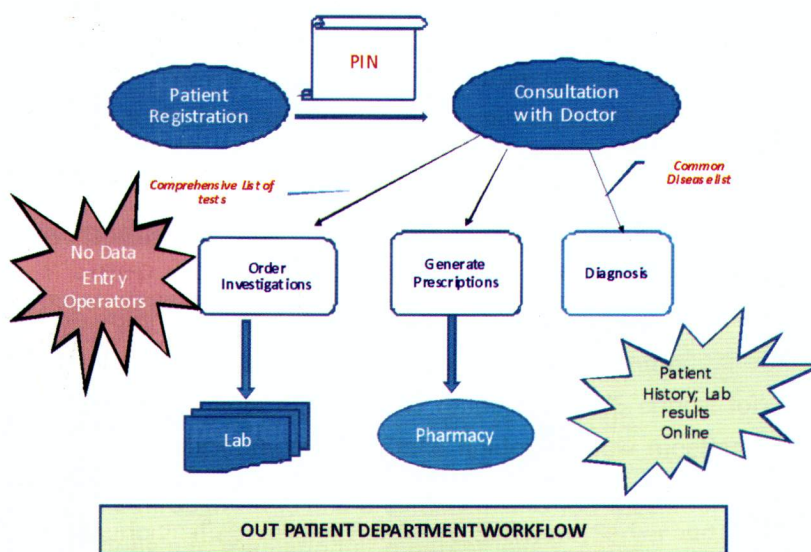 PIN
Patient
Registration
Consultation
with Doctor
Comprehensive List of
tests
Common
Disease list
No Data
Entry
Operators
Order
Investigations
Generate
Prescriptions
Diagnosis
Patient
History; Lab
results
Online
Lab
Pharmacy
OUT PATIENT DEPARTMENT WORKFLOW